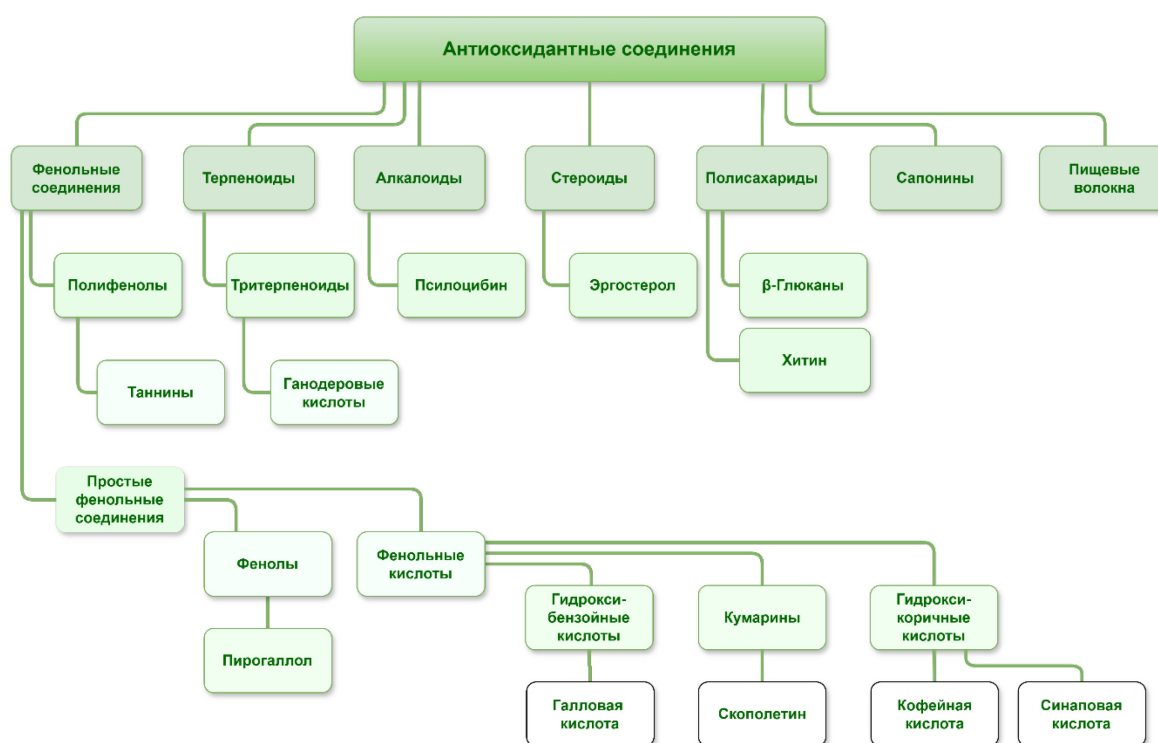 Антиоксидантные соединения
Фенольные
соединения
Терпеноиды
Алкалоиды
Стероиды
Полисахариды
Сапонины
Пищевые
волокна
Полифенолы
Тритерпеноиды
Псилоцибин
Эргостерол
β-Глюканы
Хитин
Таннины
Ганодеровые
кислоты
Простые
фенольные
соединения
Фенолы
Фенольные
кислоты
Гидрокси-
бензойные
кислоты
Кумарины
Гидрокси-
коричные
кислоты
Пирогаллол
Галловая
кислота
Скополетин
Кофейная
кислота
Синаповая
кислота